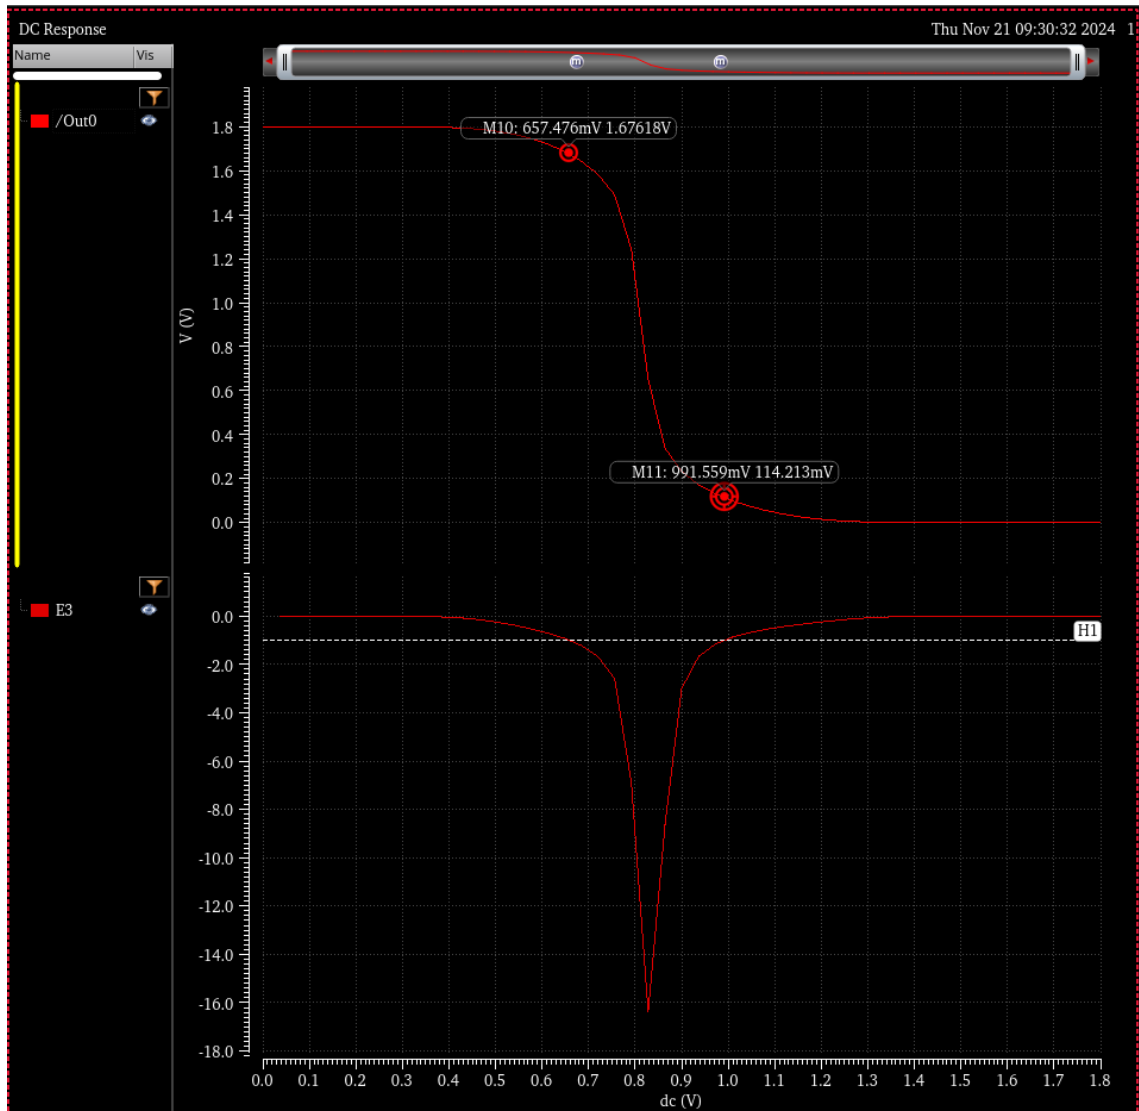 DC Response
Thu Nov 21 09:30:32 2024 1
Name Vis
/Out0
E3
V (V)
1.8
1.6
1.4
1.2
1.0
0.8
0.6
0.4
0.2
0.0
M10: 657.476mV 1.67618V
M11: 991.559mV 114.213mV
0.0
-2.0
-4.0
-6.0
-8.0
-10.0
-12.0
-14.0
-16.0
-18.0
H1
0.0 0.1 0.2 0.3 0.4 0.5 0.6 0.7 0.8 0.9 1.0 1.1 1.2 1.3 1.4 1.5 1.6 1.7 1.8
dc (V)